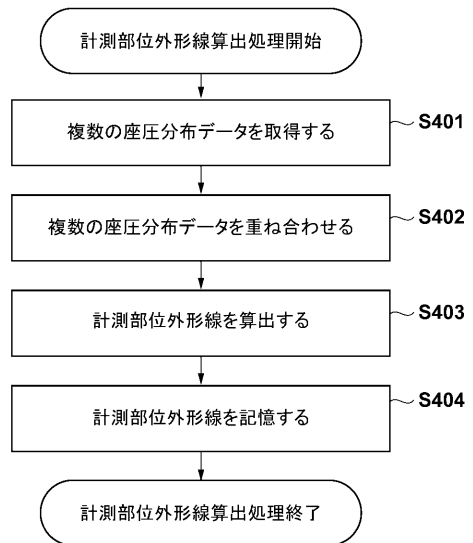 計測部位外形線算出処理開始
複数の座圧分布データを取得する
S401
複数の座圧分布データを重ね合わせる
S402
計測部位外形線を算出する
S403
計測部位外形線を記憶する
S404
計測部位外形線算出処理終了